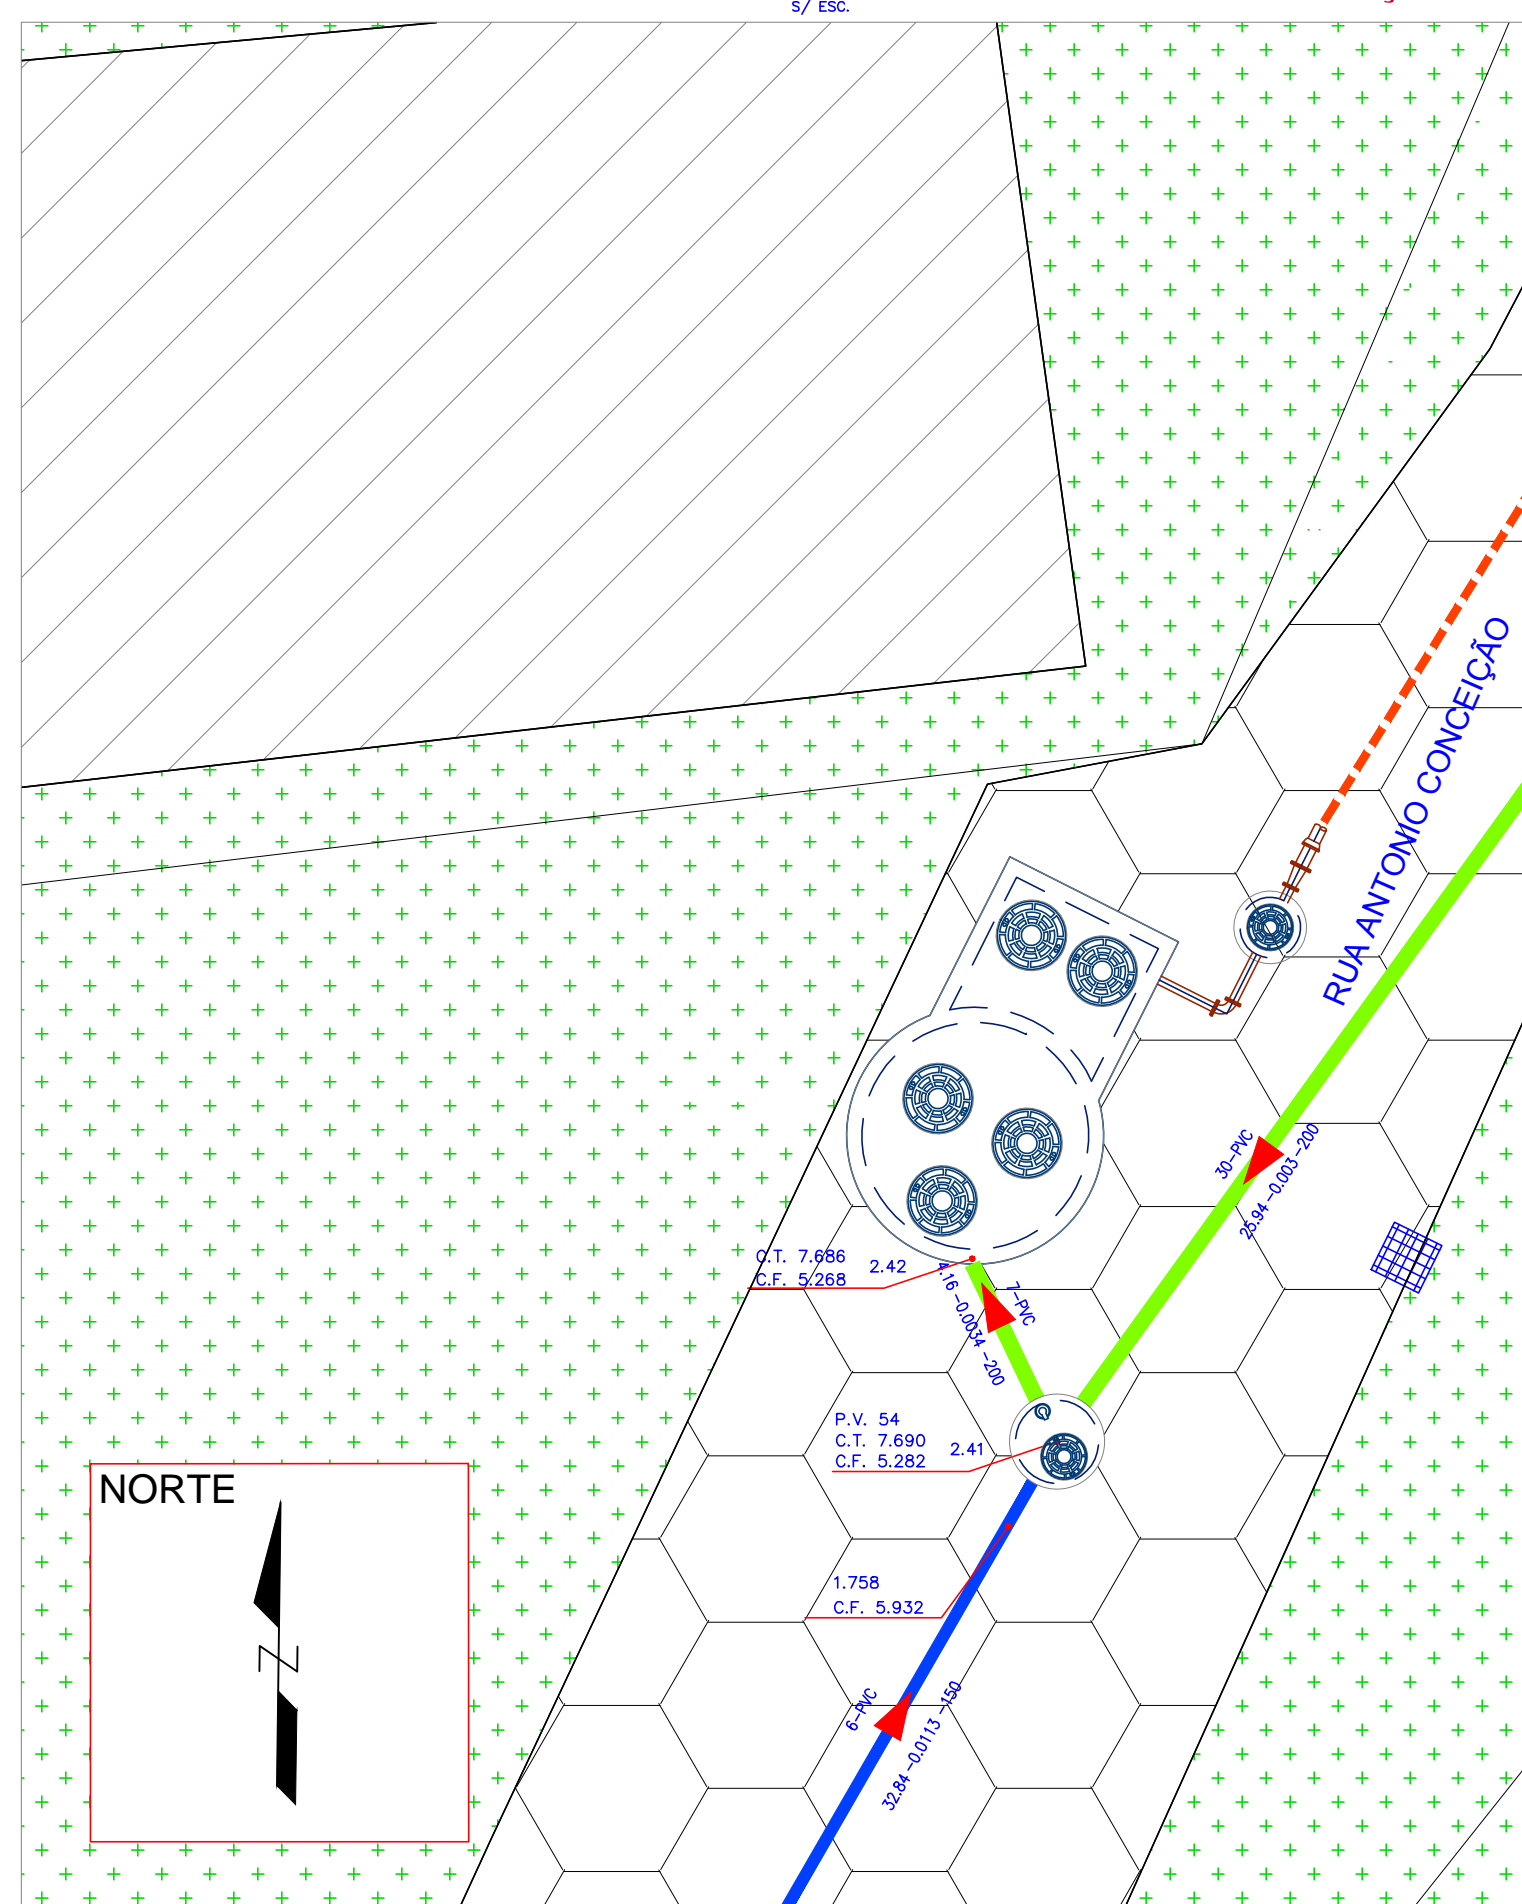 S/ ESC.
RUA ANTONIO CONCEIÇÃO
30-PVC
25.94-0.003-200
C.T. 7.686
C.F. 5.268
2.42
7-PVC
4.16-0.0034-200
P.V. 54
C.T. 7.690
C.F. 5.282
2.41
NORTE
N
1.758
C.F. 5.932
6-PVC
32.84-0.0113-150